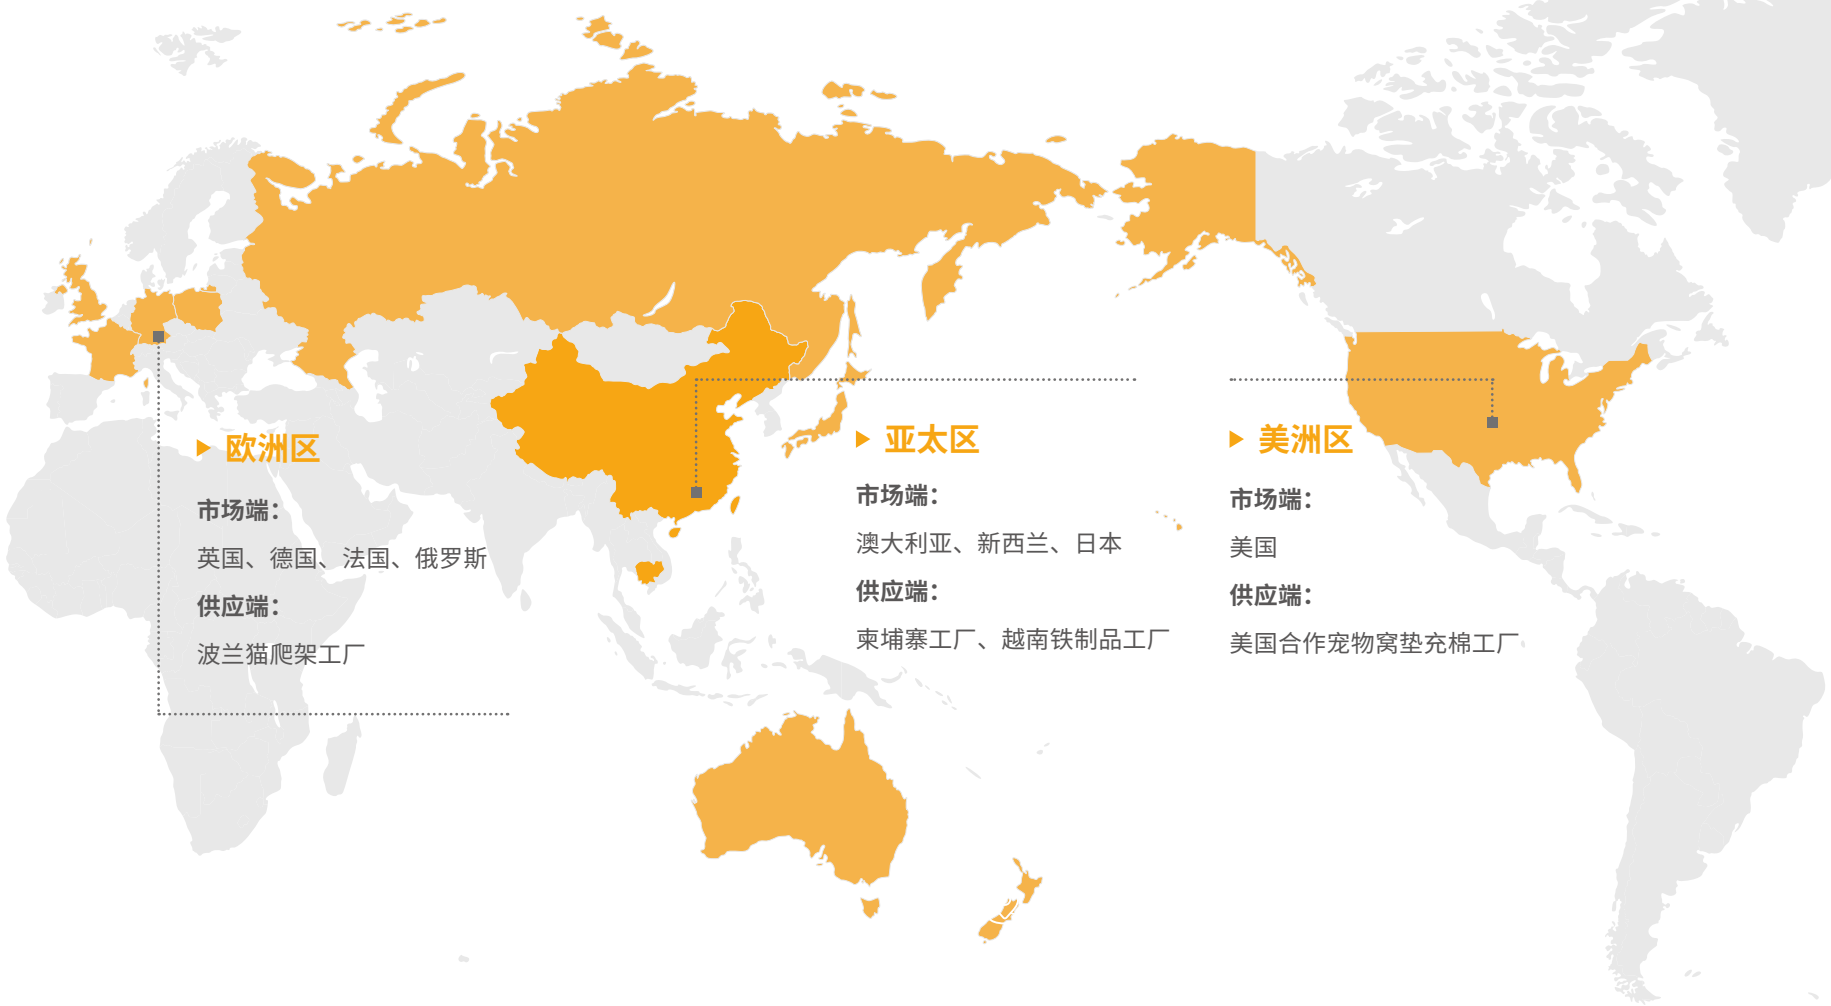 欧洲区
市场端：
英国、德国、法国、俄罗斯
供应端：
波兰猫爬架工厂
亚太区
市场端：
澳大利亚、新西兰、日本
供应端：
柬埔寨工厂、越南铁制品工厂
美洲区
市场端：
美国
供应端：
美国合作宠物窝垫充棉工厂